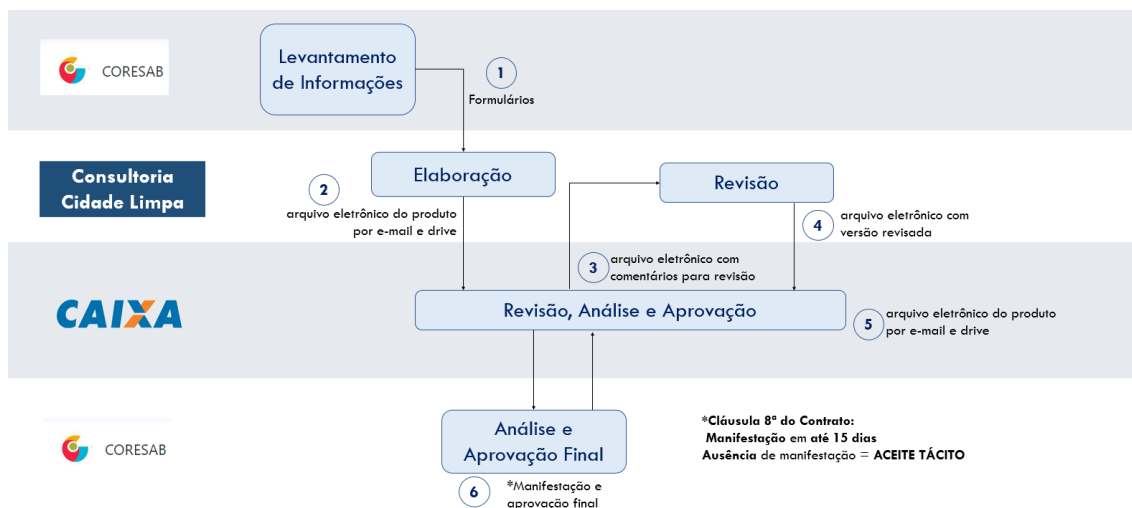 CORESAB
Levantamento
de Informações
1
Formulários
Consultoria
Cidade Limpa
Elaboração
2
arquivo eletrônico do produto
por e-mail e drive
Revisão
4
arquivo eletrônico com
versão revisada
3
arquivo eletrônico com
comentários para revisão
CAIXA
Revisão, Análise e Aprovação
5
arquivo eletrônico do produto
por e-mail e drive
CORESAB
Análise e
Aprovação Final
6
*Manifestação e
aprovação final
*Cláusula 8ª do Contrato:
Manifestação em até 15 dias
Ausência de manifestação = ACEITE TÁCITO